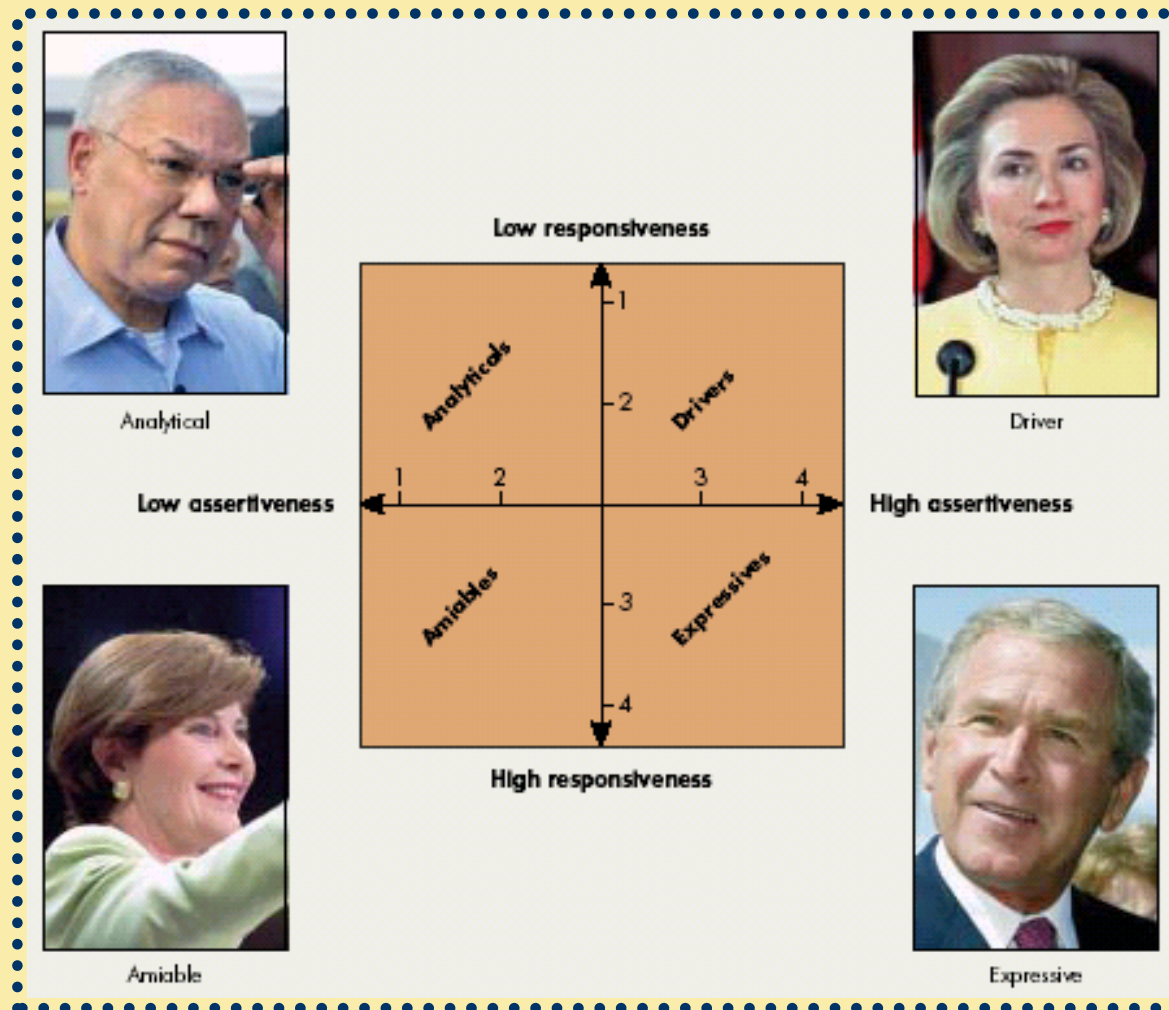 Low responsiveness
1
Analyticals
Drivers
2
Analytical
Driver
1
2
3
4
Low assertiveness
High assertiveness
Amiables
Expressives
3
4
High responsiveness
Amiable
Expressive